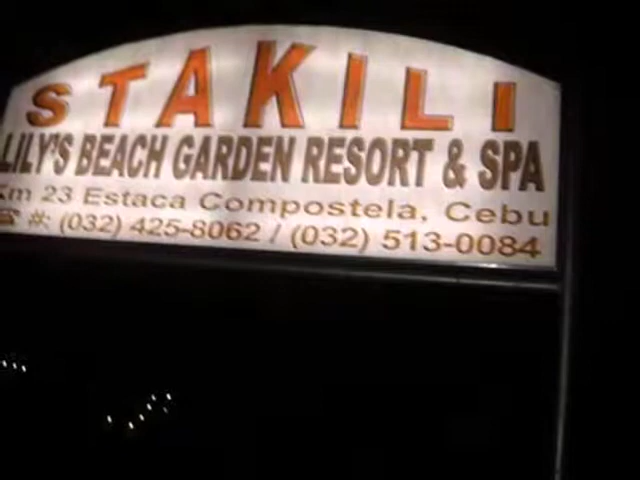 STAKILI
LILY'S BEACH GARDEN RESORT & SPA
Km 23 Estaca Compostela, Cebu
☎ #: (032) 425-8062 / (032) 513-0084